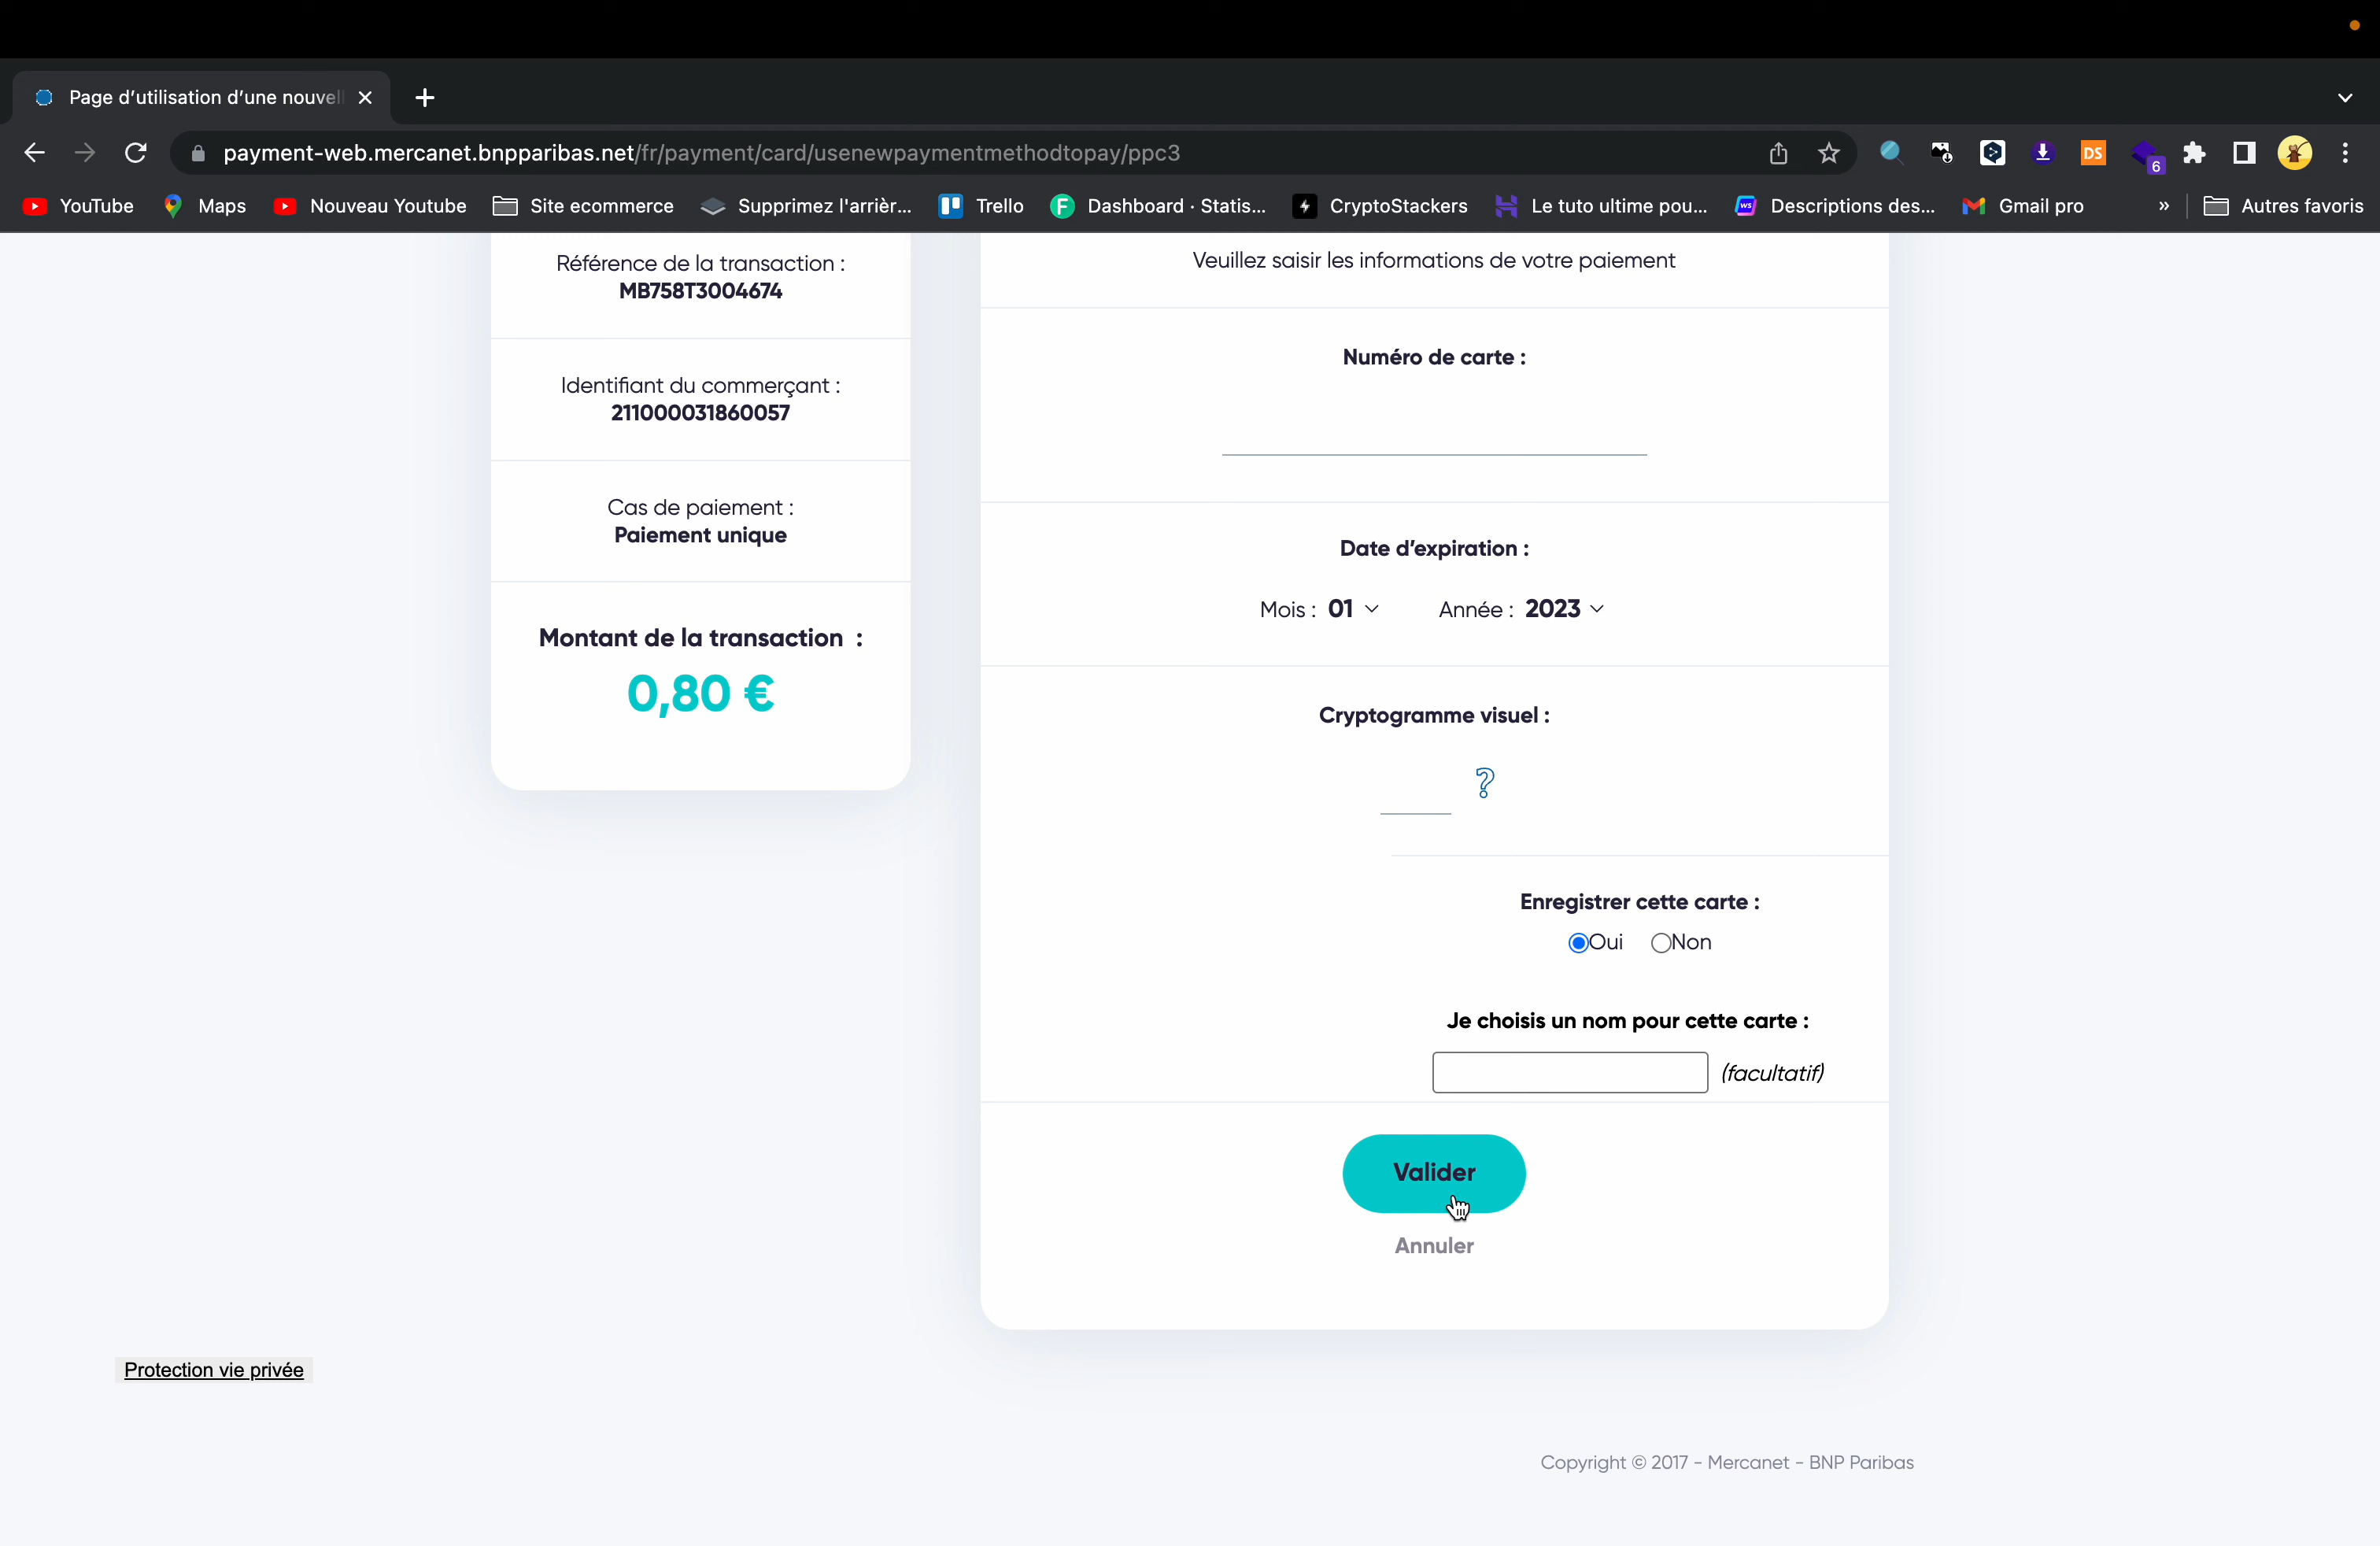 Page d'utilisation d'une nouvel
payment-web.mercanet.bnpparibas.net/fr/payment/card/usenewpaymentmethodtopay/ppc3
DS
6
YouTube
Maps
Nouveau Youtube
Site ecommerce
Supprimez l'arrièr...
Trello
Dashboard · Statis...
CryptoStackers
Le tuto ultime pou...
Descriptions des...
Gmail pro
»
Autres favoris
Référence de la transaction :
MB758T3004674
Identifiant du commerçant :
211000031860057
Cas de paiement :
Paiement unique
Montant de la transaction :
0,80 €
Veuillez saisir les informations de votre paiement
Numéro de carte :
Date d'expiration :
Mois : 01 Année : 2023
Cryptogramme visuel :
?
Enregistrer cette carte :
Oui Non
Je choisis un nom pour cette carte :
(facultatif)
Valider
Annuler
Protection vie privée
Copyright © 2017 - Mercanet - BNP Paribas